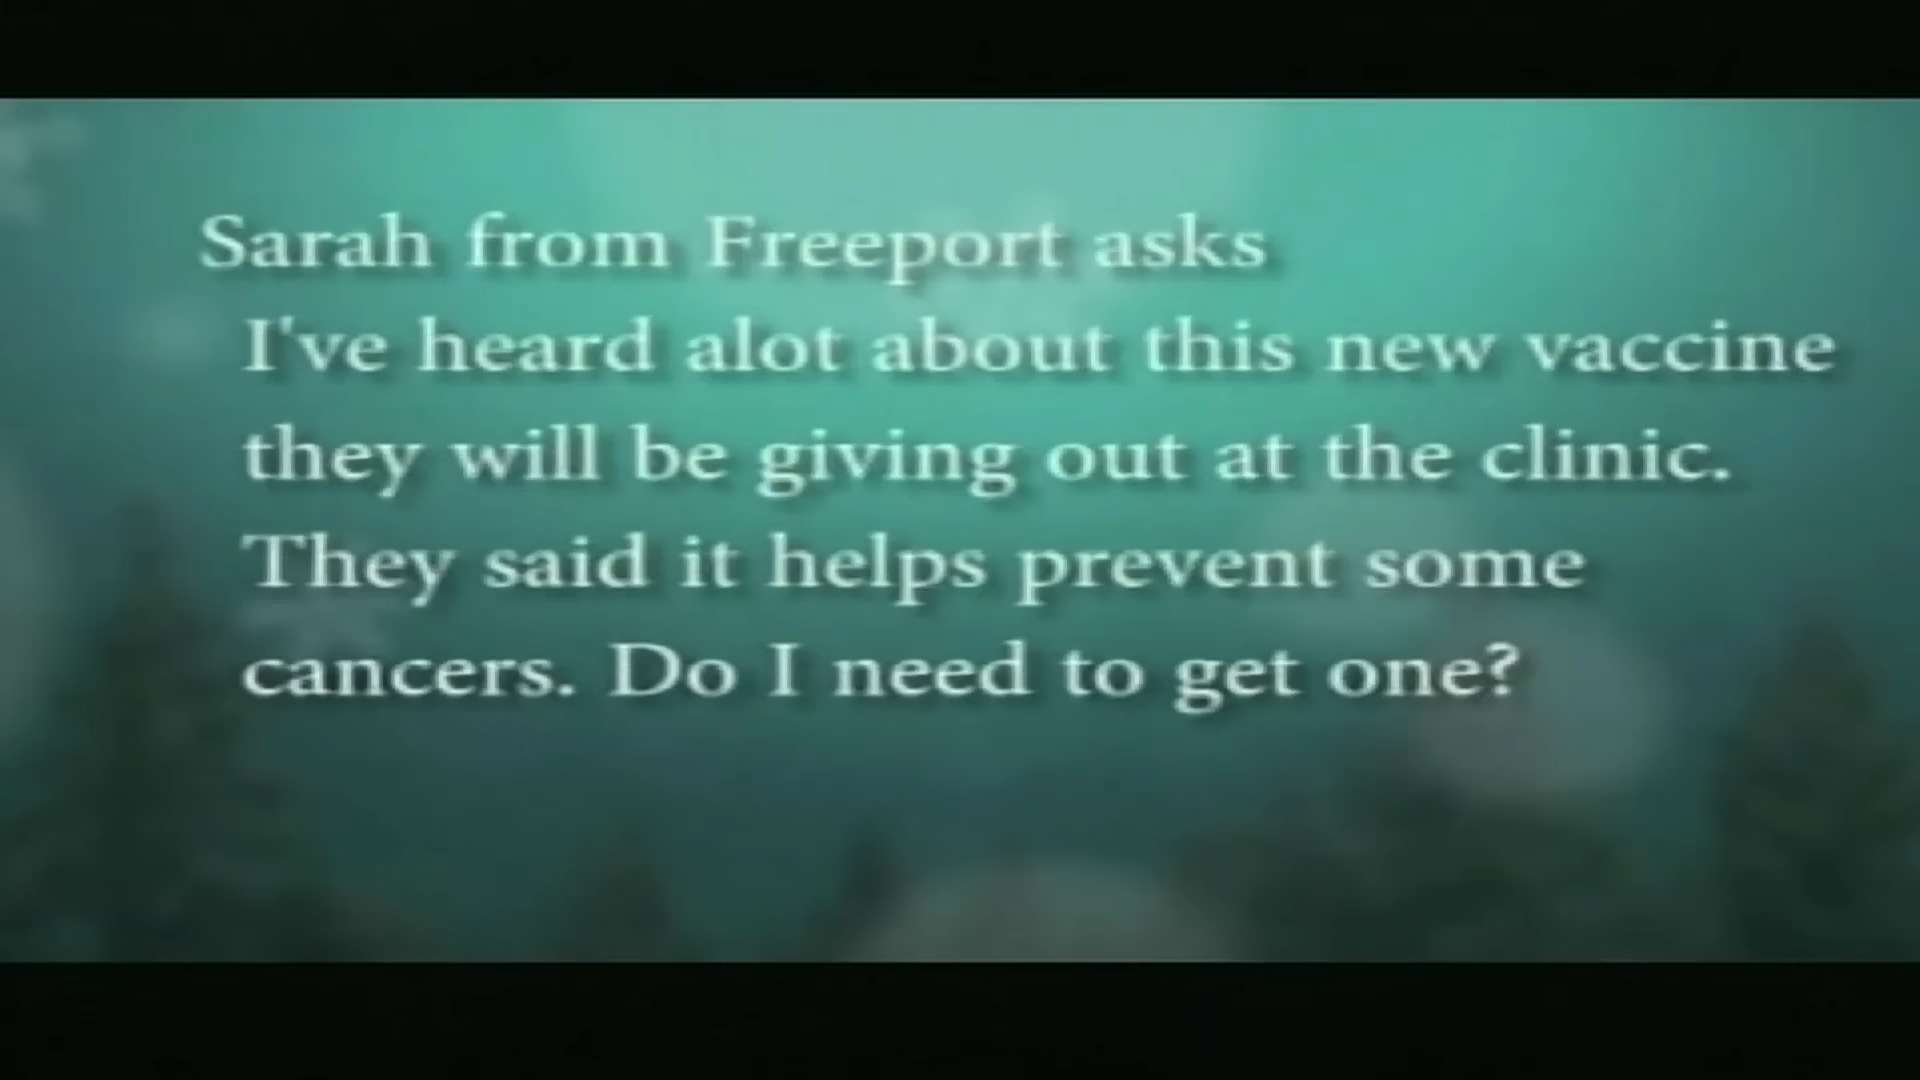 Sarah from Freeport asks
I've heard alot about this new vaccine
they will be giving out at the clinic.
They said it helps prevent some
cancers. Do I need to get one?